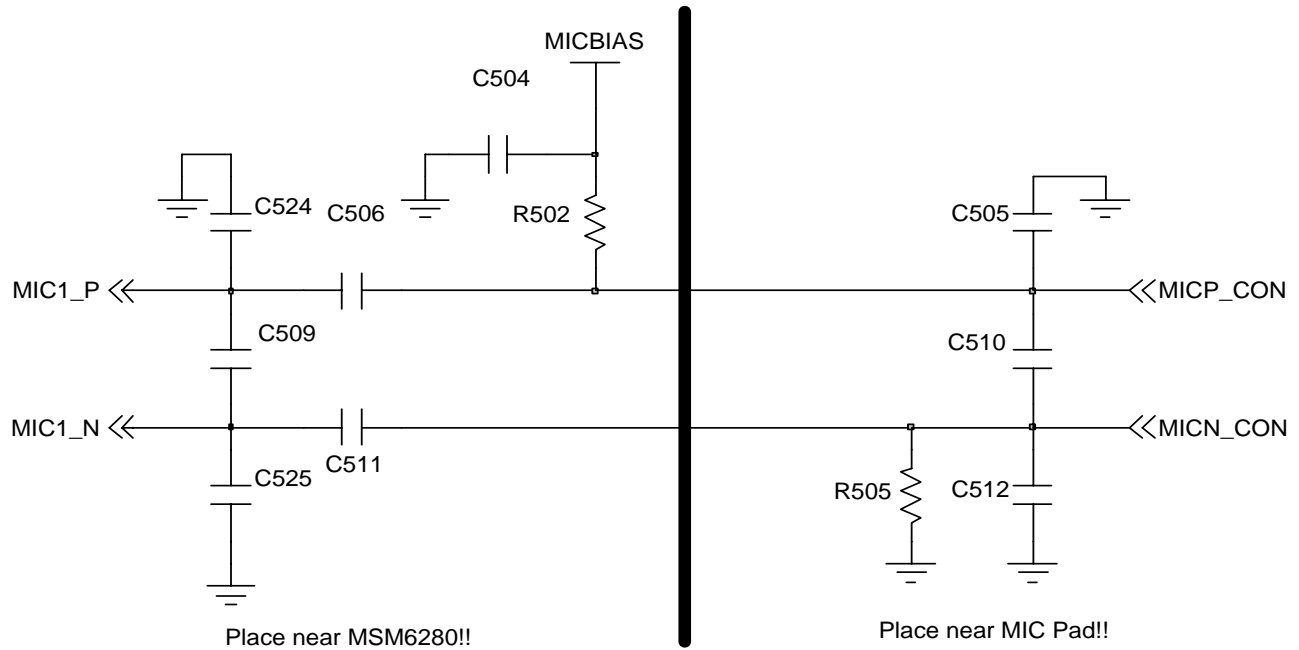 MICBIAS
C504
C524
C506
R502
C505
MIC1_P
MICP_CON
C509
C510
MIC1_N
MICN_CON
C511
C525
R505
C512
Place near MSM6280!!
Place near MIC Pad!!